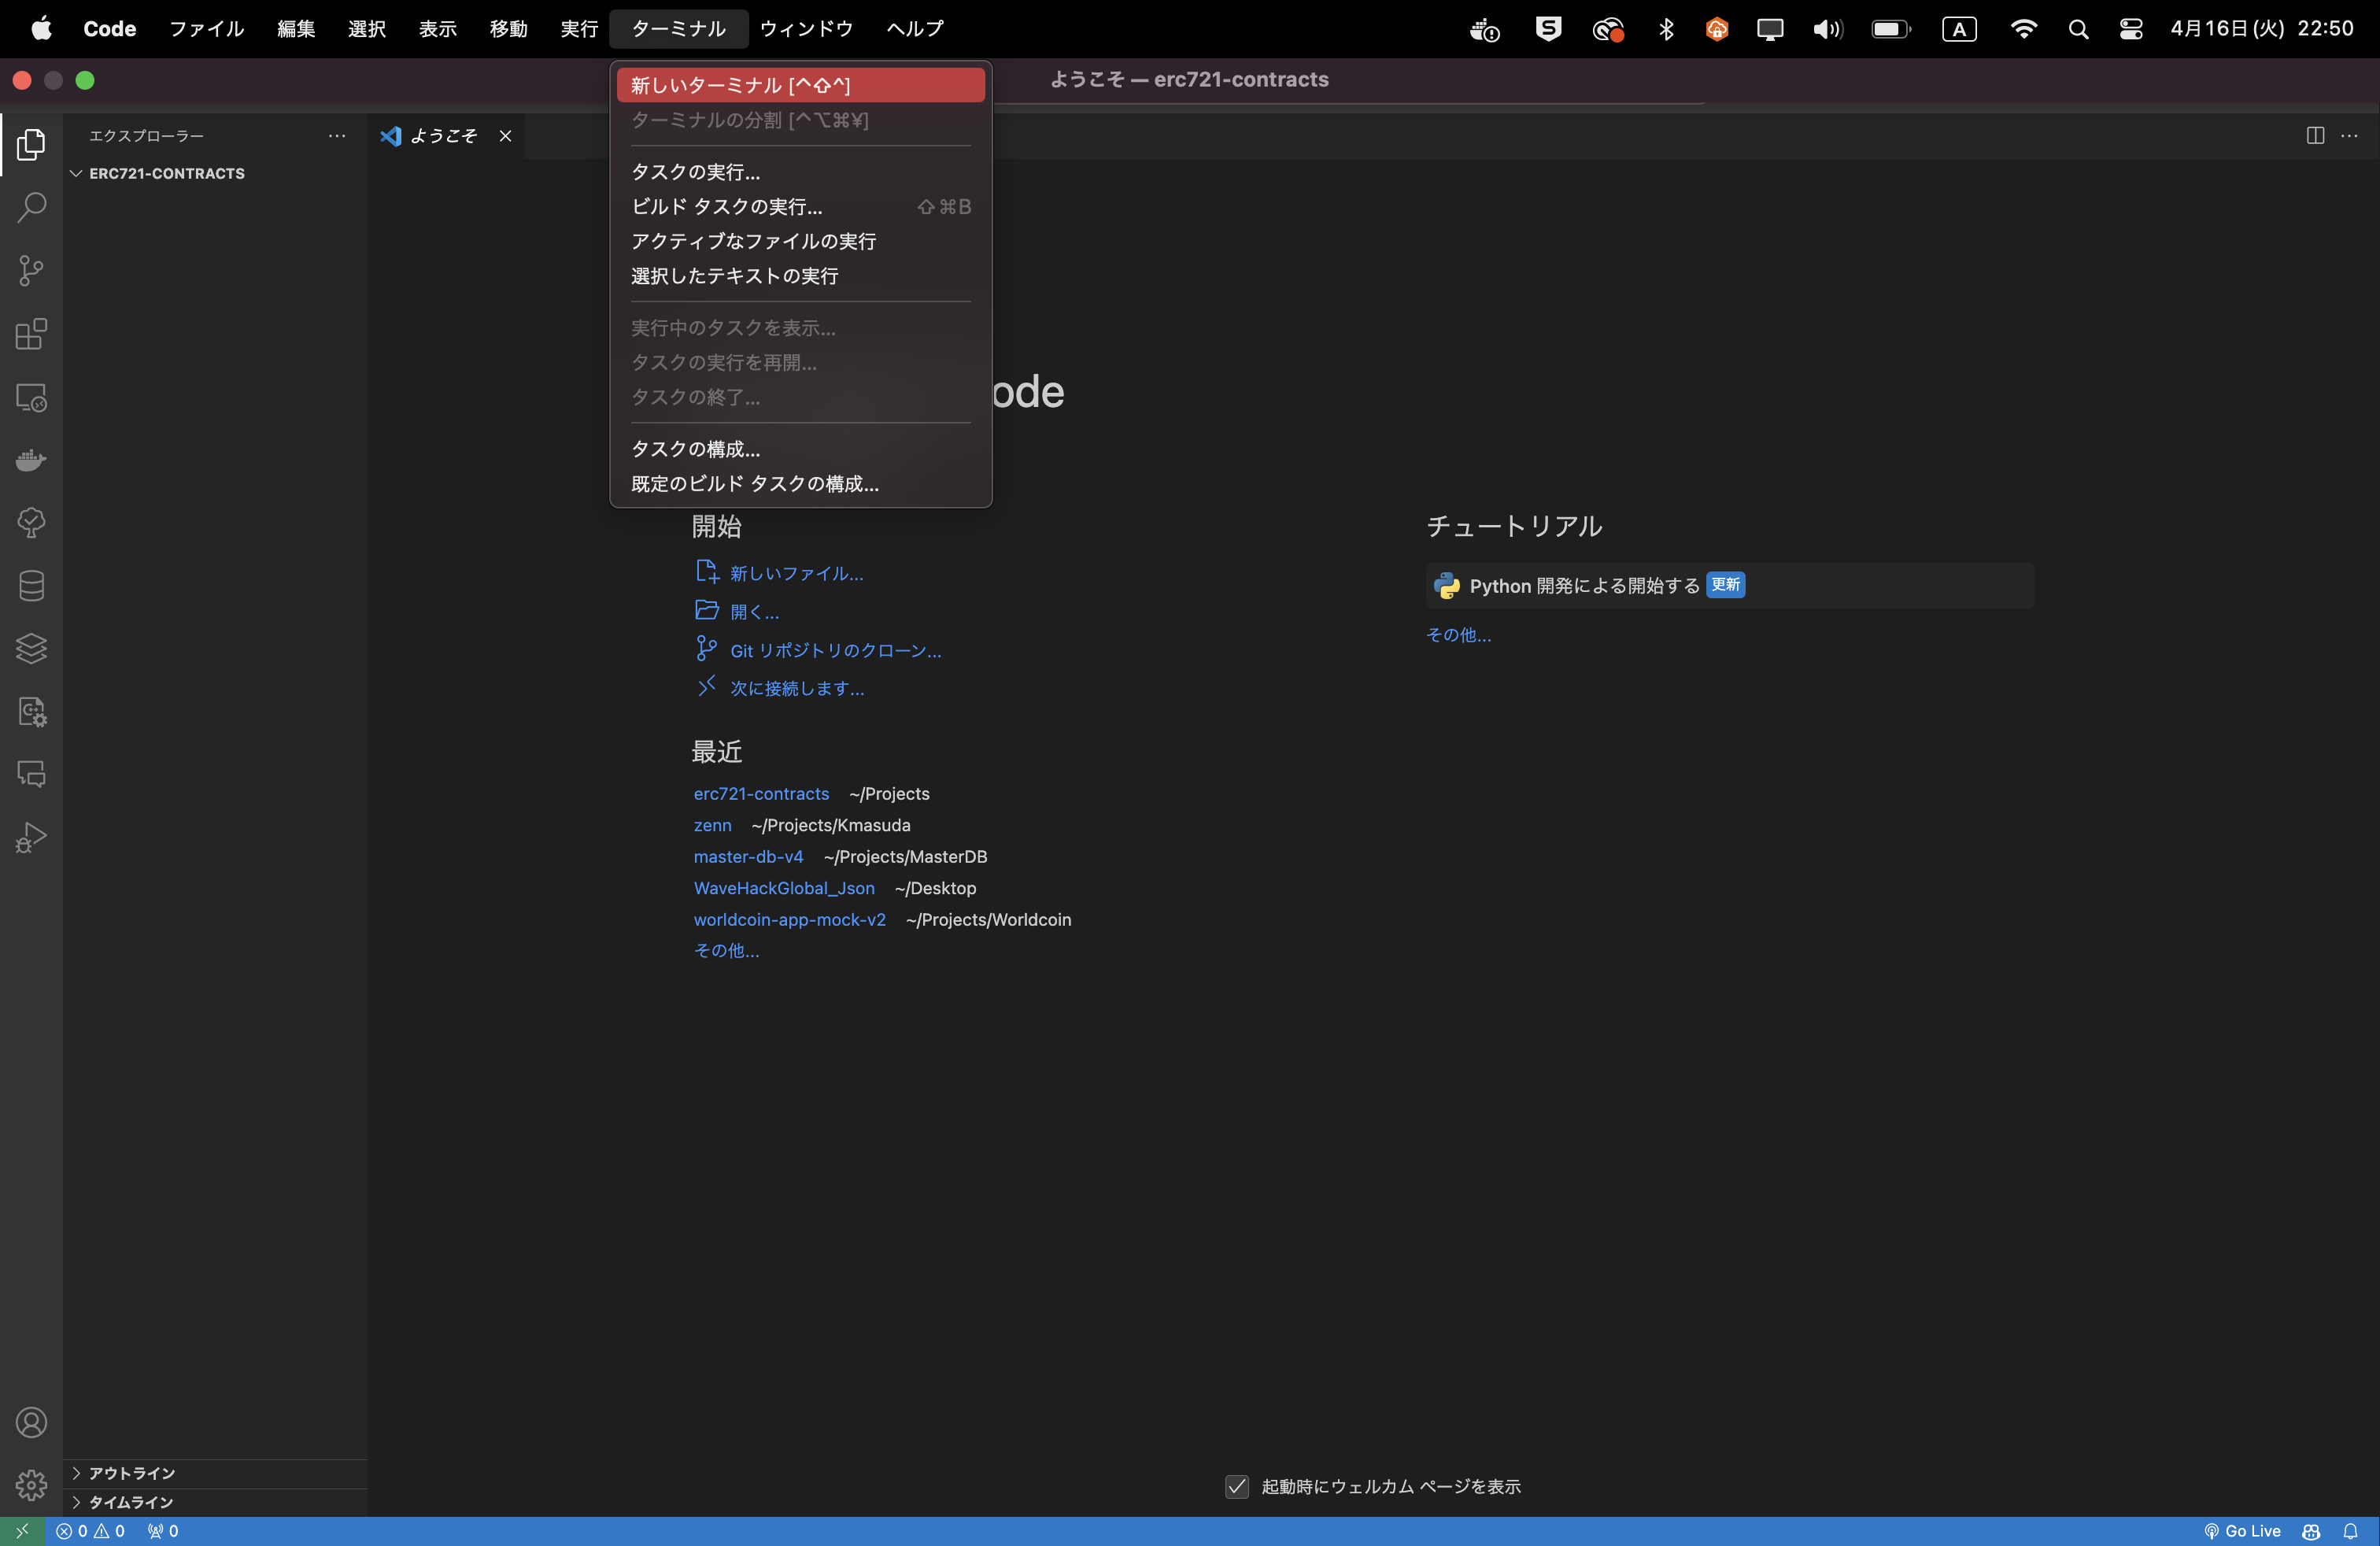 Code ファイル 編集 選択 表示 移動 実行 ターミナル ウィンドウ ヘルプ A 4月16日(火) 22:50
ようこそ — erc721-contracts
新しいターミナル [^⇧^]
ターミナルの分割 [^⌥⌘¥]
タスクの実行...
ビルド タスクの実行... ⇧⌘B
アクティブなファイルの実行
選択したテキストの実行
実行中のタスクを表示...
タスクの実行を再開...
タスクの終了...
タスクの構成...
既定のビルド タスクの構成...
エクスプローラー
ERC721-CONTRACTS
アウトライン
タイムライン
ようこそ
ode
開始
新しいファイル...
開く...
Git リポジトリのクローン...
次に接続します...
最近
erc721-contracts ~/Projects
zenn ~/Projects/Kmasuda
master-db-v4 ~/Projects/MasterDB
WaveHackGlobal_Json ~/Desktop
worldcoin-app-mock-v2 ~/Projects/Worldcoin
その他...
チュートリアル
Python 開発による開始する 更新
その他...
起動時にウェルカム ページを表示
0 0 0
Go Live